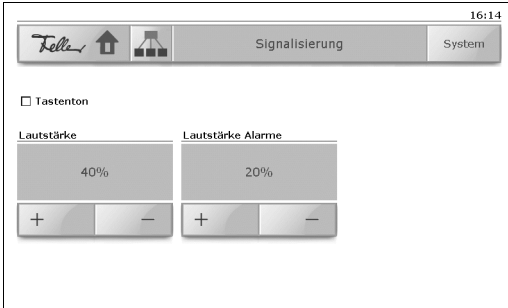 16:14
Feller Signalisierung System
Tastenton
Lautstärke Lautstärke Alarme
40% 20%
+ − + −